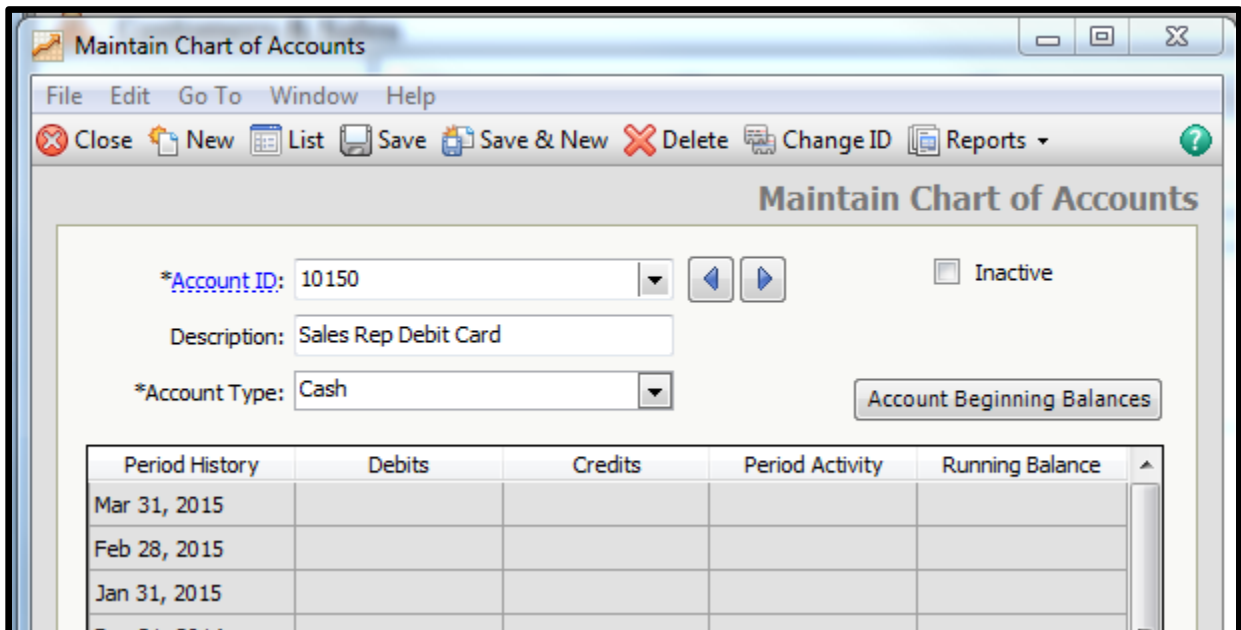 Maintain Chart of Accounts
File Edit Go To Window Help
Close New List Save Save & New Delete Change ID Reports
Maintain Chart of Accounts
*Account ID: 10150 Inactive
Description: Sales Rep Debit Card
*Account Type: Cash Account Beginning Balances
Period History Debits Credits Period Activity Running Balance
Mar 31, 2015
Feb 28, 2015
Jan 31, 2015